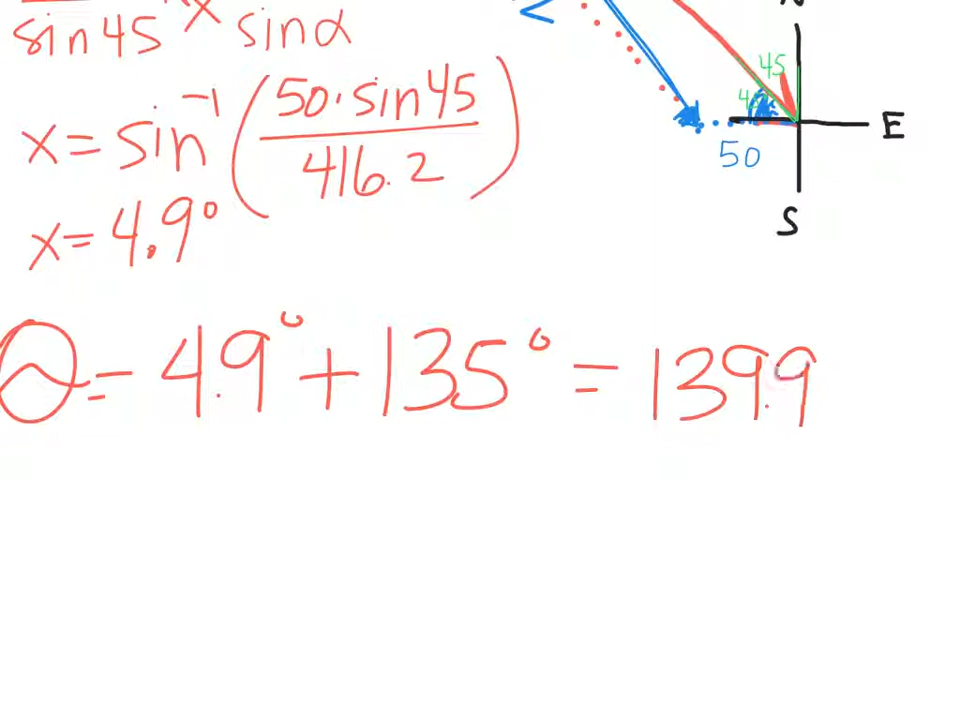 sin45 x sinα
x = sin⁻¹ (50·sin45 / 416.2)
x = 4.9°
θ = 4.9° + 135° = 139.9
45
E
50
S